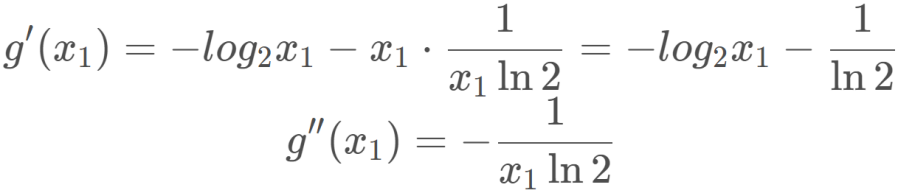 g′(x₁) = −log₂x₁ − x₁ · 1/(x₁ ln 2) = −log₂x₁ − 1/(ln 2)
g″(x₁) = −1/(x₁ ln 2)